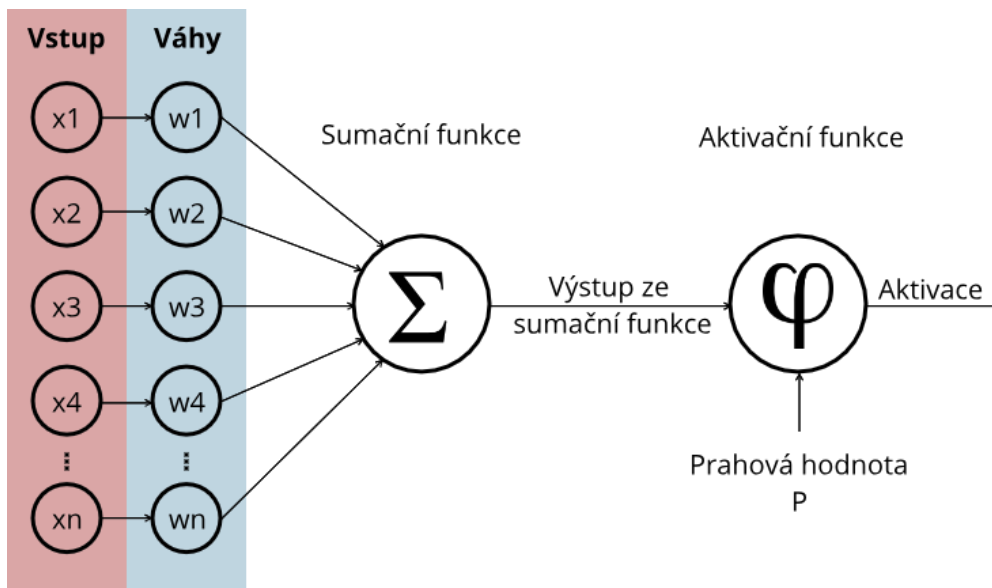 Vstup
Váhy
x1
w1
x2
w2
x3
w3
x4
w4
⁞
⁞
xn
wn
Sumační funkce
Σ
Výstup ze
sumační funkce
Aktivační funkce
φ
Aktivace
Prahová hodnota
P